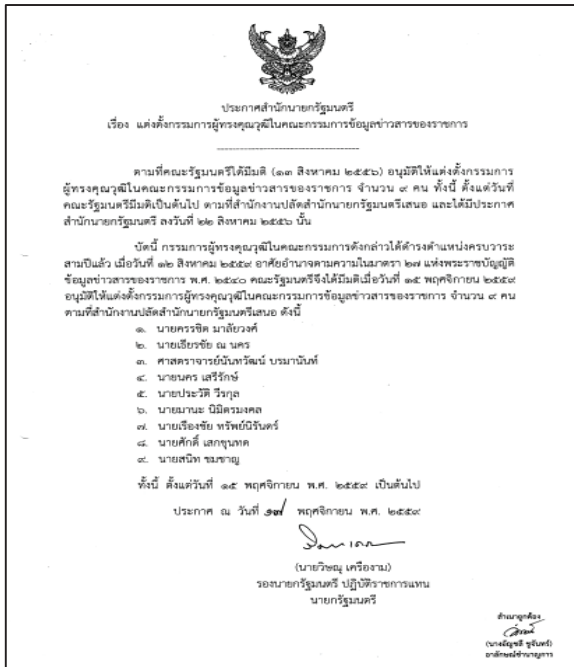 ประกาศสำนักนายกรัฐมนตรี
เรื่อง แต่งตั้งกรรมการผู้ทรงคุณวุฒิในคณะกรรมการข้อมูลข่าวสารของราชการ
ตามที่คณะรัฐมนตรีได้มีมติ (๑๓ สิงหาคม ๒๕๕๖) อนุมัติให้แต่งตั้งกรรมการ
ผู้ทรงคุณวุฒิในคณะกรรมการข้อมูลข่าวสารของราชการ จำนวน ๙ คน ทั้งนี้ ตั้งแต่วันที่
คณะรัฐมนตรีมีมติเป็นต้นไป ตามที่สำนักงานปลัดสำนักนายกรัฐมนตรีเสนอ และได้มีประกาศ
สำนักนายกรัฐมนตรี ลงวันที่ ๒๒ สิงหาคม ๒๕๕๖ นั้น
บัดนี้ กรรมการผู้ทรงคุณวุฒิในคณะกรรมการดังกล่าวได้ดำรงตำแหน่งครบวาระ
สามปีแล้ว เมื่อวันที่ ๑๒ สิงหาคม ๒๕๕๙ อาศัยอำนาจตามความในมาตรา ๒๗ แห่งพระราชบัญญัติ
ข้อมูลข่าวสารของราชการ พ.ศ. ๒๕๔๐ คณะรัฐมนตรีจึงได้มีมติเมื่อวันที่ ๑๕ พฤศจิกายน ๒๕๕๙
อนุมัติให้แต่งตั้งกรรมการผู้ทรงคุณวุฒิในคณะกรรมการข้อมูลข่าวสารของราชการ จำนวน ๙ คน
ตามที่สำนักงานปลัดสำนักนายกรัฐมนตรีเสนอ ดังนี้
๑. นายครรชิต มาลัยวงศ์
๒. นายเธียรชัย ณ นคร
๓. ศาสตราจารย์นันทวัฒน์ บรมานันท์
๔. นายนคร เสรีรักษ์
๕. นายประวัติ วีรกุล
๖. นายมานะ นิมิตรมงคล
๗. นายเรืองชัย ทรัพย์นิรันดร์
๘. นายศักดิ์ เสกขุนทด
๙. นายสนิท ชมชาญ
ทั้งนี้ ตั้งแต่วันที่ ๑๕ พฤศจิกายน พ.ศ. ๒๕๕๙ เป็นต้นไป
ประกาศ ณ วันที่ ๑๗ พฤศจิกายน พ.ศ. ๒๕๕๙
(นายวิษณุ เครืองาม)
รองนายกรัฐมนตรี ปฏิบัติราชการแทน
นายกรัฐมนตรี
สำเนาถูกต้อง